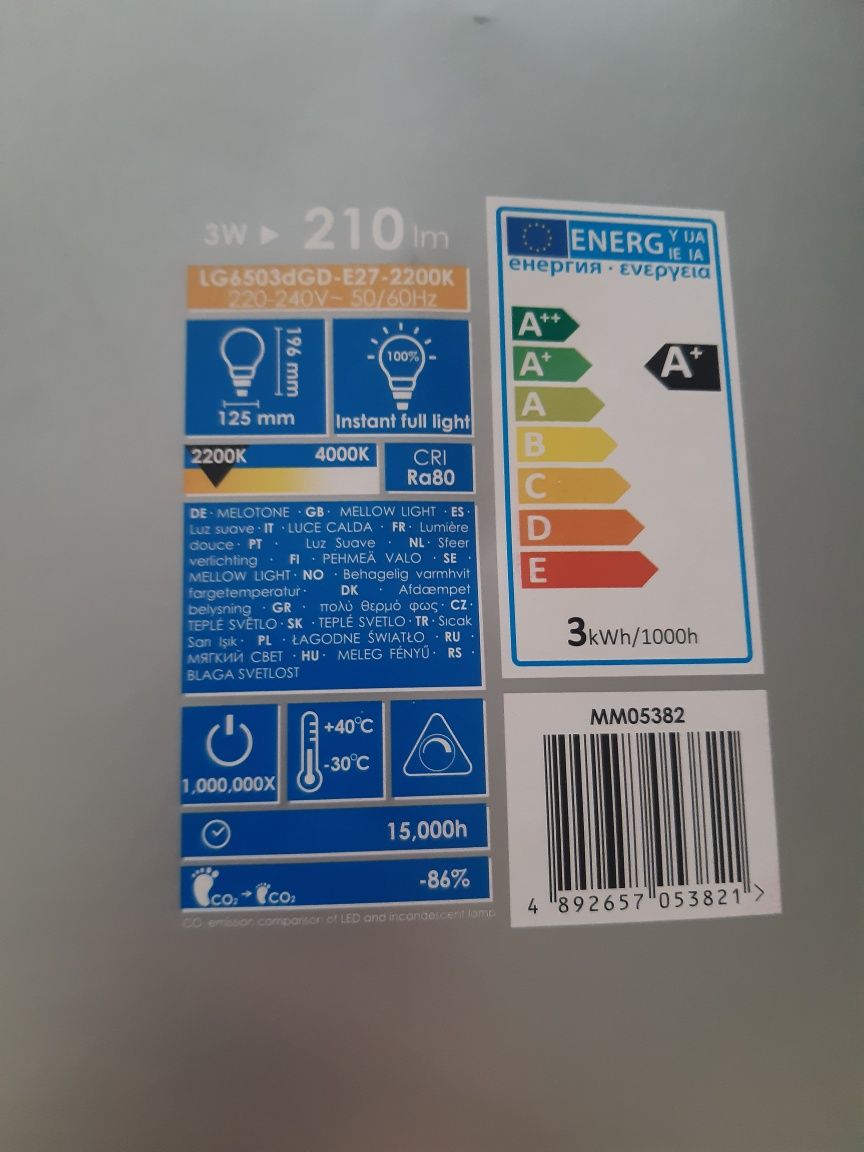 3W ► 210 lm
LG6503dGD-E27-2200K
220-240V~ 50/60Hz
196 mm
125 mm
100%
Instant full light
2200K 4000K
CRI
Ra80
DE · MELOTONE · GB · MELLOW LIGHT · ES ·
Luz suave · IT · LUCE CALDA · FR · Lumière
douce · PT · Luz Suave · NL · Sfeer
verlichting · FI · PEHMEÄ VALO · SE ·
MELLOW LIGHT · NO · Behagelig varmhvit
fargetemperatur · DK · Afdæmpet
belysning · GR · πολύ θερμό φως · CZ ·
TEPLÉ SVĚTLO · SK · TEPLÉ SVETLO · TR · Sıcak
Sarı Işık · PL · ŁAGODNE ŚWIATŁO · RU ·
МЯГКИЙ СВЕТ · HU · MELEG FÉNYŰ · RS ·
BLAGA SVETLOST
1,000,000X
+40°C
-30°C
15,000h
CO₂ → CO₂ -86%
CO₂ emission comparison of LED and incandescent lamp
ENERG Y IJA
IE IA
енергия · ενεργεια
A++
A+ A+
A
B
C
D
E
3kWh/1000h
MM05382
4 892657 053821 >